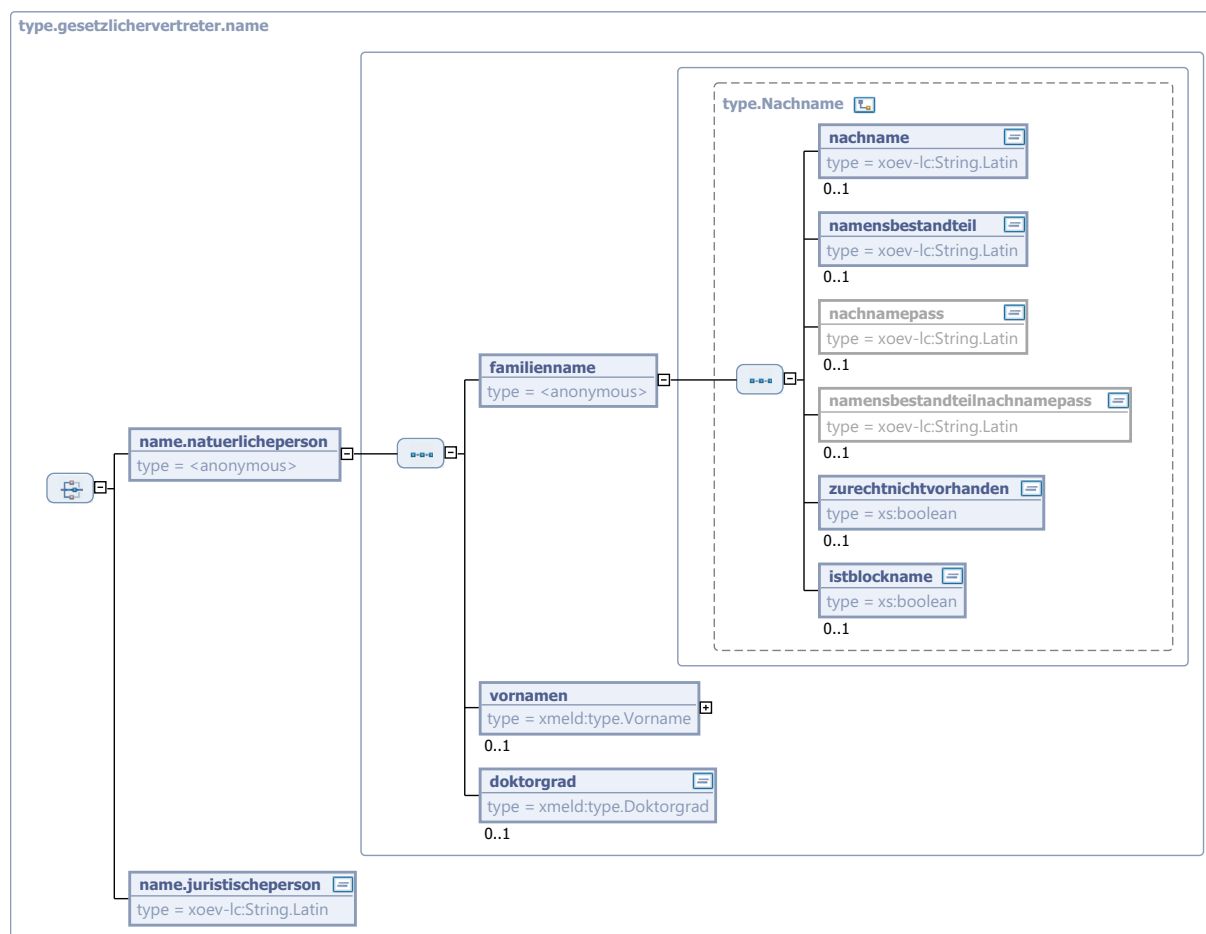 type.gesetzlichervertreter.name
type.Nachname
nachname
type = xoev-lc:String.Latin
0..1
namensbestandteil
type = xoev-lc:String.Latin
0..1
nachnamepass
type = xoev-lc:String.Latin
0..1
familienname
type = <anonymous>
namensbestandteilnachnamepass
type = xoev-lc:String.Latin
0..1
name.natuerlicheperson
type = <anonymous>
zurechtnichtvorhanden
type = xs:boolean
0..1
istblockname
type = xs:boolean
0..1
vornamen
type = xmeld:type.Vorname
0..1
doktorgrad
type = xmeld:type.Doktorgrad
0..1
name.juristischeperson
type = xoev-lc:String.Latin